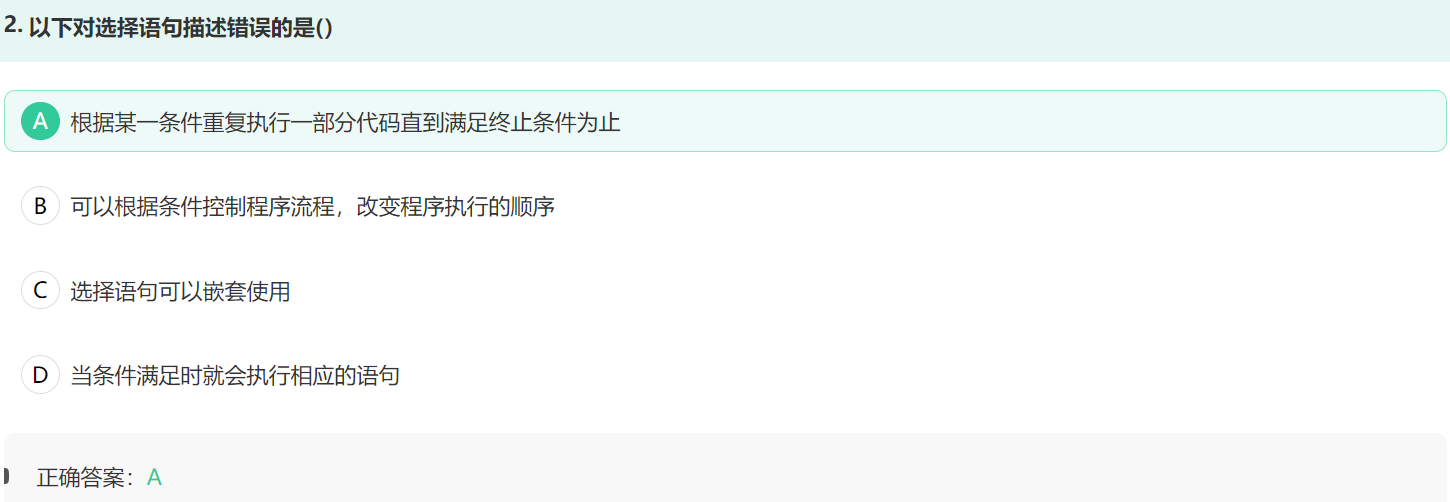 2. 以下对选择语句描述错误的是()
A 根据某一条件重复执行一部分代码直到满足终止条件为止
B 可以根据条件控制程序流程，改变程序执行的顺序
C 选择语句可以嵌套使用
D 当条件满足时就会执行相应的语句
正确答案：A